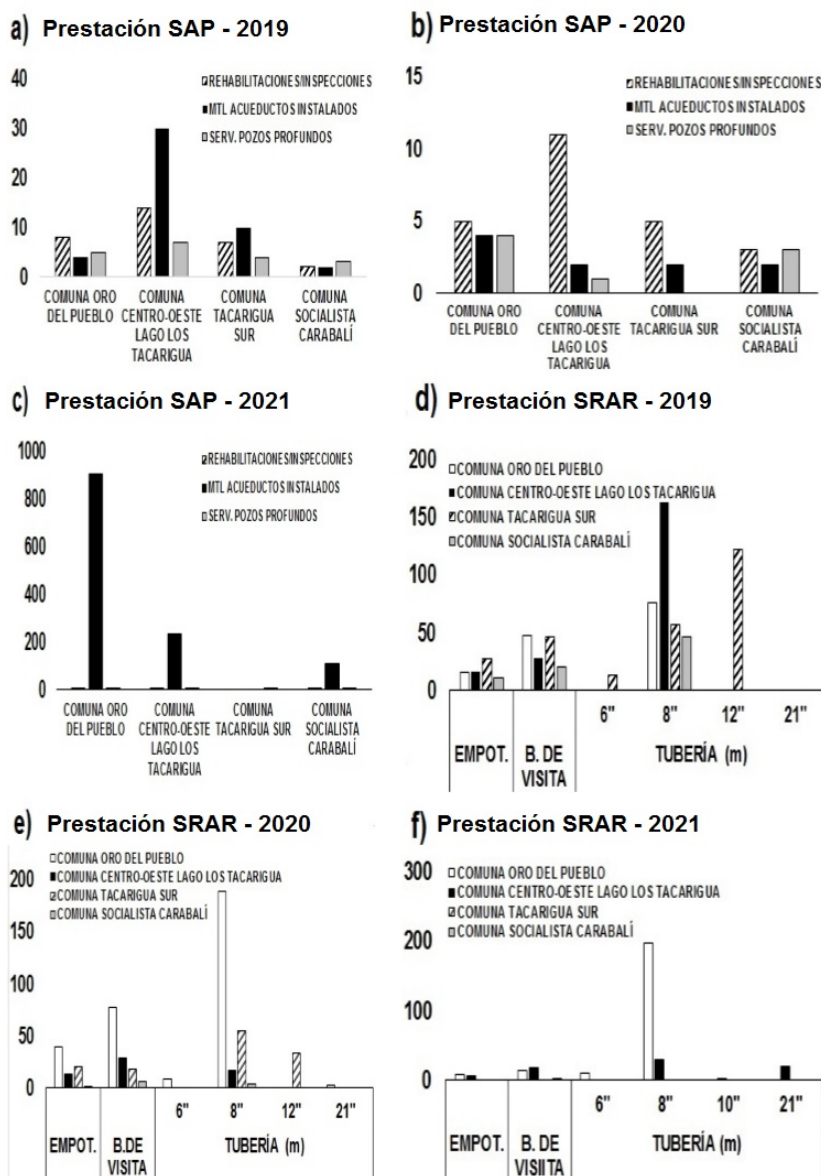 a) Prestación SAP - 2019
40
30
20
10
0
REHABILITACIONES/INSPECCIONES
MTL ACUEDUCTOS INSTALADOS
SERV. POZOS PROFUNDOS
COMUNA ORO DEL PUEBLO
COMUNA CENTRO-OESTE LAGO LOS TACARIGUA
COMUNA TACARIGUA SUR
COMUNA SOCIALISTA CARABALÍ
b) Prestación SAP - 2020
15
10
5
0
REHABILITACIONES/INSPECCIONES
MTL ACUEDUCTOS INSTALADOS
SERV. POZOS PROFUNDOS
COMUNA ORO DEL PUEBLO
COMUNA CENTRO-OESTE LAGO LOS TACARIGUA
COMUNA TACARIGUA SUR
COMUNA SOCIALISTA CARABALÍ
c) Prestación SAP - 2021
1000
800
600
400
200
0
REHABILITACIONES/INSPECCIONES
MTL ACUEDUCTOS INSTALADOS
SERV. POZOS PROFUNDOS
COMUNA ORO DEL PUEBLO
COMUNA CENTRO-OESTE LAGO LOS TACARIGUA
COMUNA TACARIGUA SUR
COMUNA SOCIALISTA CARABALÍ
d) Prestación SRAR - 2019
200
150
100
50
0
COMUNA ORO DEL PUEBLO
COMUNA CENTRO-OESTE LAGO LOS TACARIGUA
COMUNA TACARIGUA SUR
COMUNA SOCIALISTA CARABALÍ
6" 8" 12" 21"
EMPOT. B. DE VISITA TUBERÍA (m)
e) Prestación SRAR - 2020
200
150
100
50
0
COMUNA ORO DEL PUEBLO
COMUNA CENTRO-OESTE LAGO LOS TACARIGUA
COMUNA TACARIGUA SUR
COMUNA SOCIALISTA CARABALÍ
6" 8" 12" 21"
EMPOT. B.DE VISITA TUBERÍA (m)
f) Prestación SRAR - 2021
300
200
100
0
COMUNA ORO DEL PUEBLO
COMUNA CENTRO-OESTE LAGO LOS TACARIGUA
COMUNA TACARIGUA SUR
COMUNA SOCIALISTA CARABALÍ
6" 8" 10" 21"
EMPOT. B. DE VISIITA TUBERÍA (m)